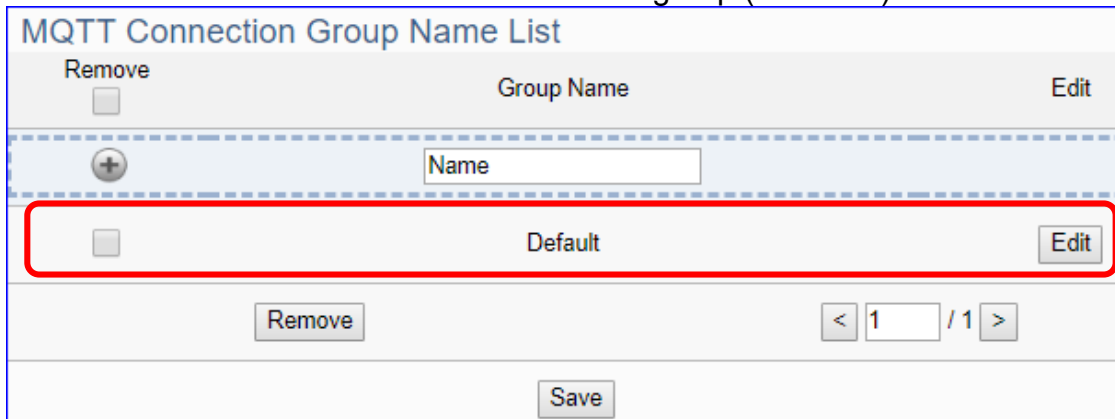 MQTT Connection Group Name List
Remove Group Name Edit
Name
Default Edit
Remove < 1 / 1 >
Save